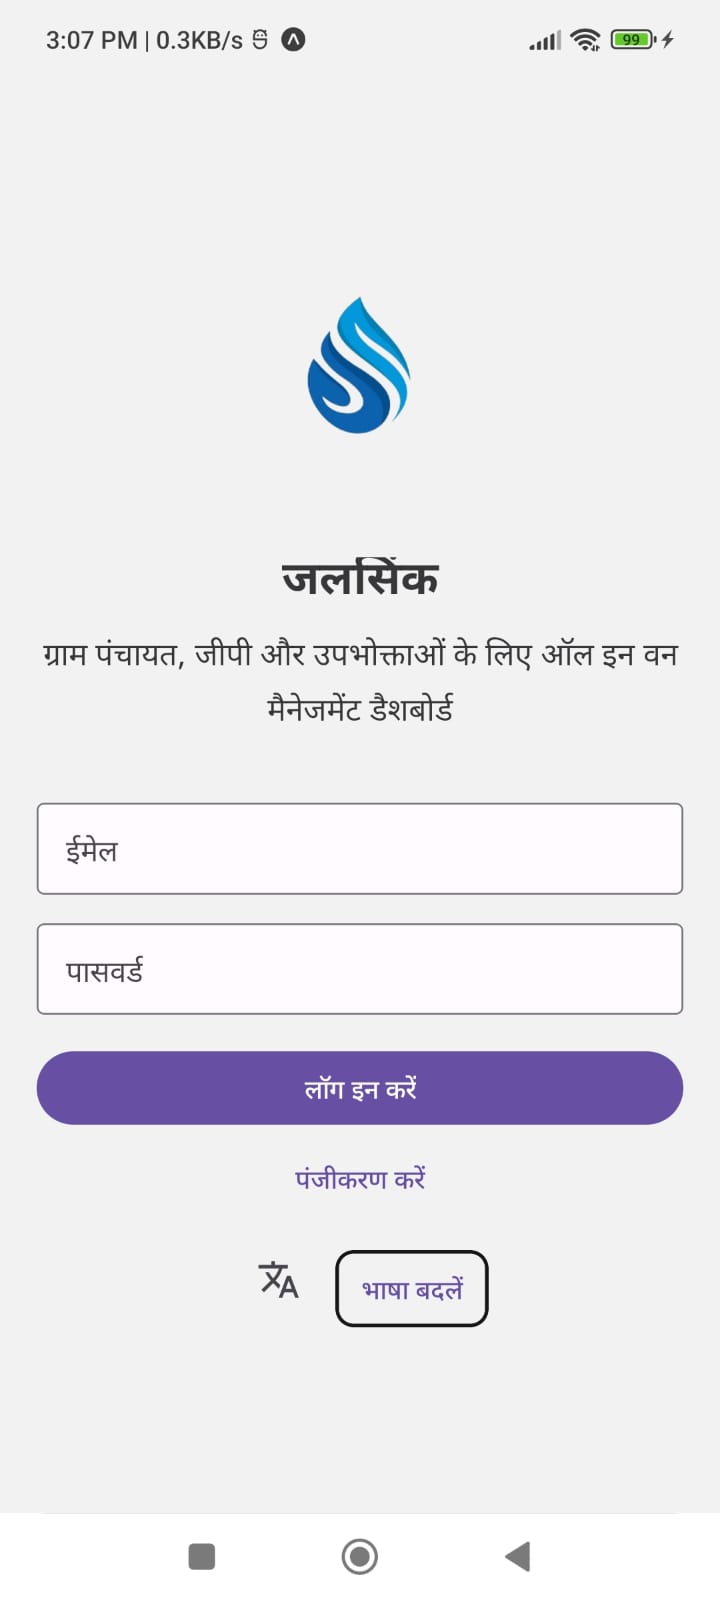 3:07 PM | 0.3KB/s
99
जलसिंक
ग्राम पंचायत, जीपी और उपभोक्ताओं के लिए ऑल इन वन
मैनेजमेंट डैशबोर्ड
ईमेल
पासवर्ड
लॉग इन करें
पंजीकरण करें
भाषा बदलें